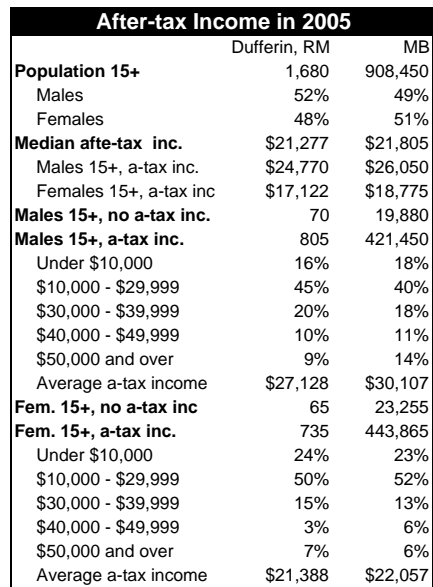 After-tax Income in 2005
Dufferin, RM MB
Population 15+ 1,680 908,450
Males 52% 49%
Females 48% 51%
Median afte-tax inc. $21,277 $21,805
Males 15+, a-tax inc. $24,770 $26,050
Females 15+, a-tax inc $17,122 $18,775
Males 15+, no a-tax inc. 70 19,880
Males 15+, a-tax inc. 805 421,450
Under $10,000 16% 18%
$10,000 - $29,999 45% 40%
$30,000 - $39,999 20% 18%
$40,000 - $49,999 10% 11%
$50,000 and over 9% 14%
Average a-tax income $27,128 $30,107
Fem. 15+, no a-tax inc 65 23,255
Fem. 15+, a-tax inc. 735 443,865
Under $10,000 24% 23%
$10,000 - $29,999 50% 52%
$30,000 - $39,999 15% 13%
$40,000 - $49,999 3% 6%
$50,000 and over 7% 6%
Average a-tax income $21,388 $22,057